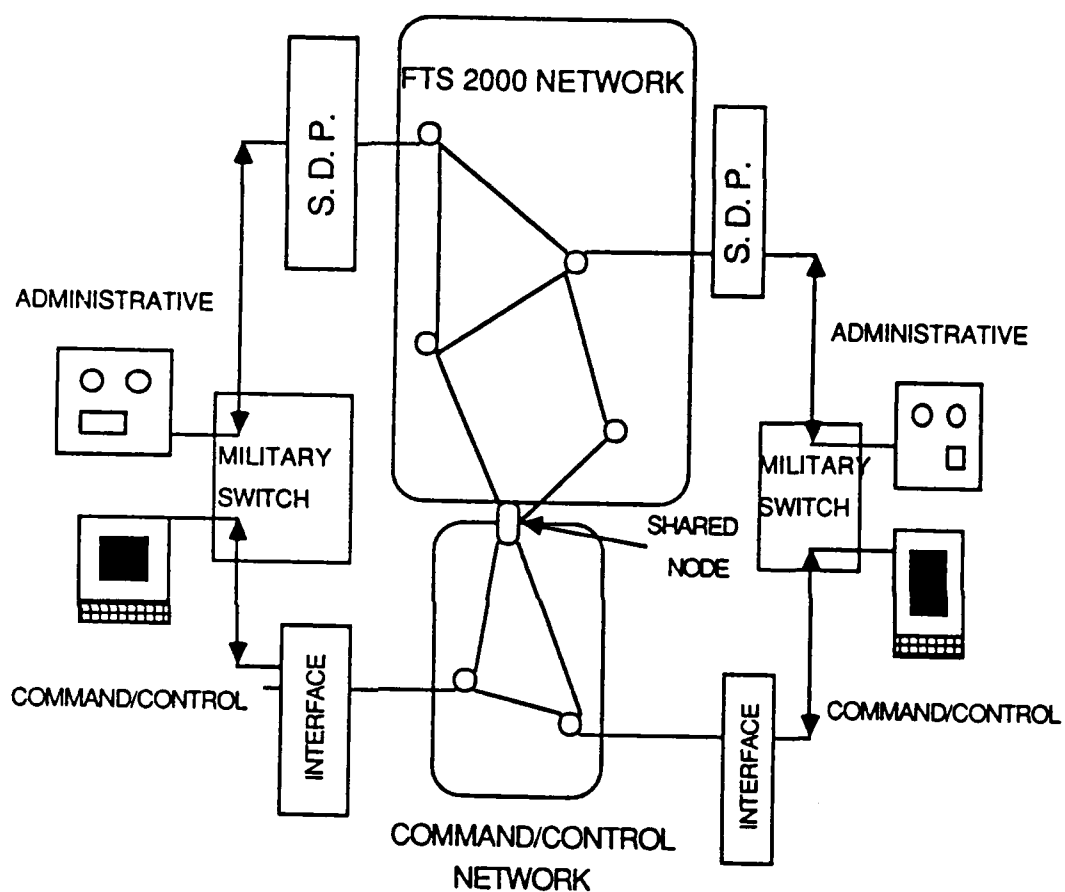 FTS 2000 NETWORK
S. D. P.
S. D. P.
ADMINISTRATIVE
ADMINISTRATIVE
MILITARY
SWITCH
MILITARY
SWITCH
SHARED
NODE
COMMAND/CONTROL
INTERFACE
INTERFACE
COMMAND/CONTROL
COMMAND/CONTROL
NETWORK